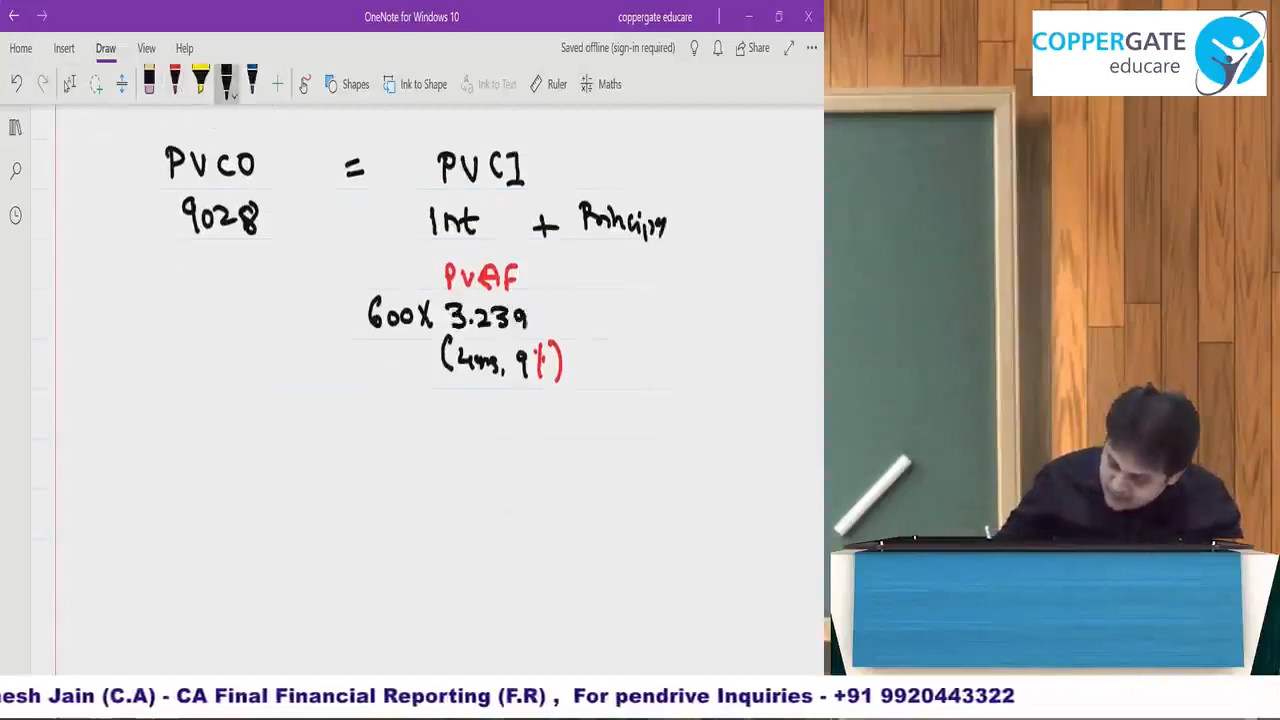 OneNote for Windows 10
coppergate educare
Home Insert Draw View Help
Saved offline (sign-in required)
Share
Shapes
Ink to Shape
Ink to Text
Ruler
Maths
COPPERGATE
educare
PVCO = PVCI
9028 Int +
PVAF
600 X 3.239
9%)
esh Jain (C.A) - CA Final Financial Reporting (F.R) , For pendrive Inquiries - +91 9920443322